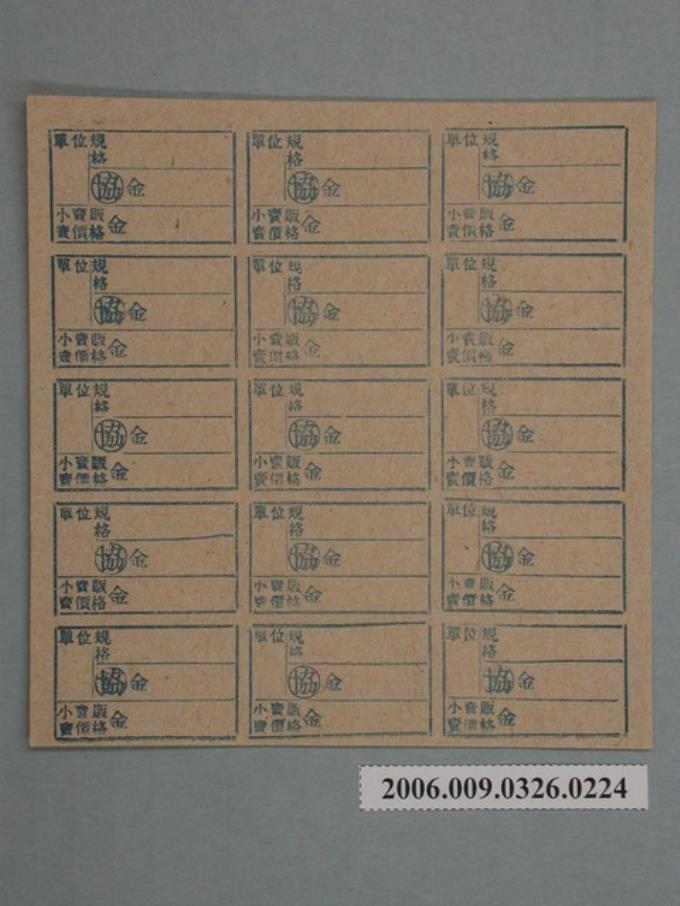 單位規
格
協金
小賣販
賣價格金
單位規
格
協金
小賣販
賣價格金
單位規
格
協金
小賣販
賣價格金
單位規
格
協金
小賣販
賣價格金
單位規
格
協金
小賣販
賣價格金
單位規
格
協金
小賣販
賣價格金
單位規
格
協金
小賣販
賣價格金
單位規
格
協金
小賣販
賣價格金
單位規
格
協金
小賣販
賣價格金
單位規
格
協金
小賣販
賣價格金
單位規
格
協金
小賣販
賣價格金
單位規
格
協金
小賣販
賣價格金
單位規
格
協金
小賣販
賣價格金
單位規
格
協金
小賣販
賣價格金
單位規
格
協金
小賣販
賣價格金
2006.009.0326.0224